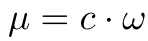 μ = c · ω